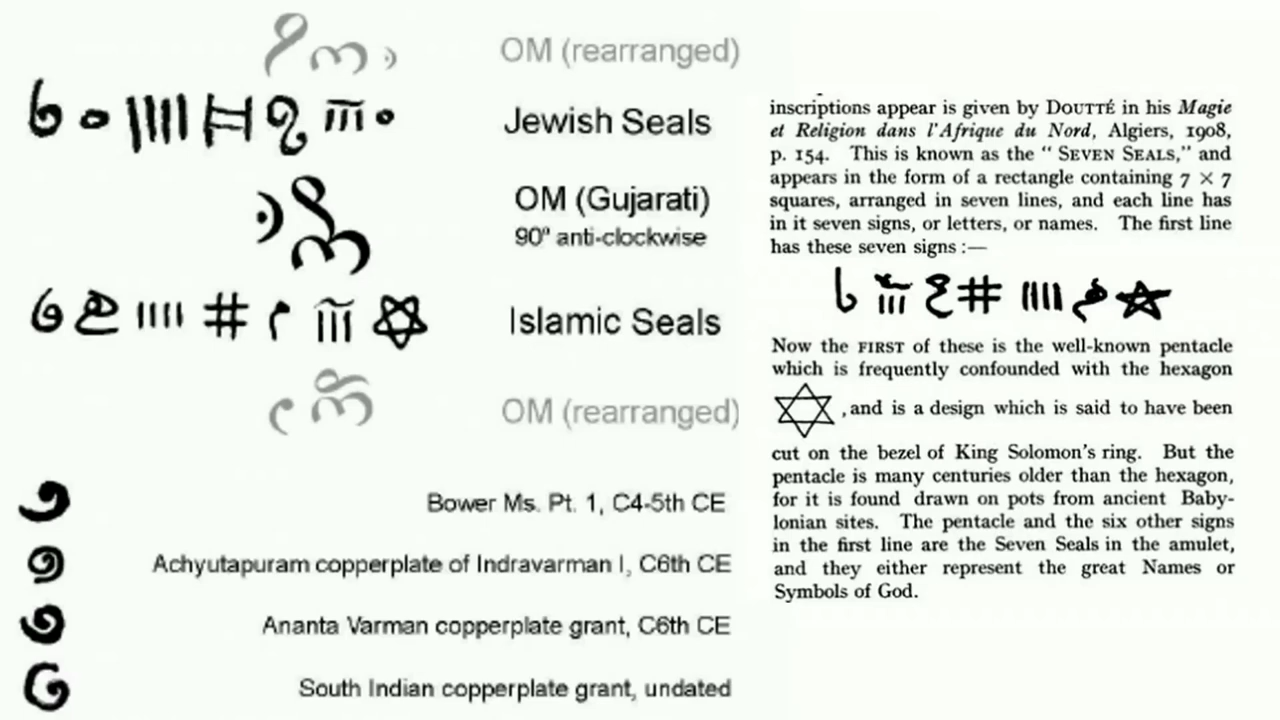 OM (rearranged)
Jewish Seals
OM (Gujarati)
90º anti-clockwise
Islamic Seals
OM (rearranged)
Bower Ms. Pt. 1, C4-5th CE
Achyutapuram copperplate of Indravarman I, C6th CE
Ananta Varman copperplate grant, C6th CE
South Indian copperplate grant, undated
inscriptions appear is given by DOUTTÉ in his Magie
et Religion dans l'Afrique du Nord, Algiers, 1908,
p. 154. This is known as the " SEVEN SEALS," and
appears in the form of a rectangle containing 7 × 7
squares, arranged in seven lines, and each line has
in it seven signs, or letters, or names. The first line
has these seven signs :—
Now the FIRST of these is the well-known pentacle
which is frequently confounded with the hexagon
, and is a design which is said to have been
cut on the bezel of King Solomon's ring. But the
pentacle is many centuries older than the hexagon,
for it is found drawn on pots from ancient Baby-
lonian sites. The pentacle and the six other signs
in the first line are the Seven Seals in the amulet,
and they either represent the great Names or
Symbols of God.